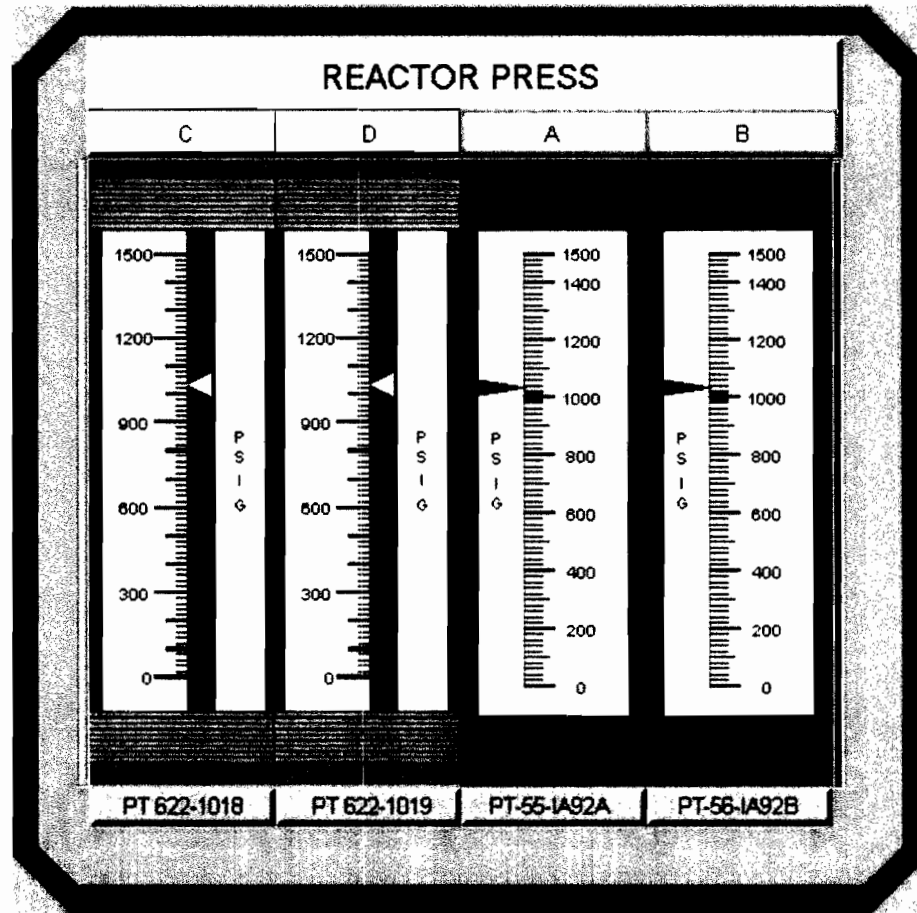 REACTOR PRESS
C D A B
1500 1500 1500 1500
1400 1400
1200 1200 1200 1200
1000 1000
900 900
P S I G P S I G P S I G P S I G
800 800
600 600 600 600
400 400
300 300
200 200
0 0 0 0
PT 622-1018 PT 622-1019 PT-55-IA92A PT-56-IA92B